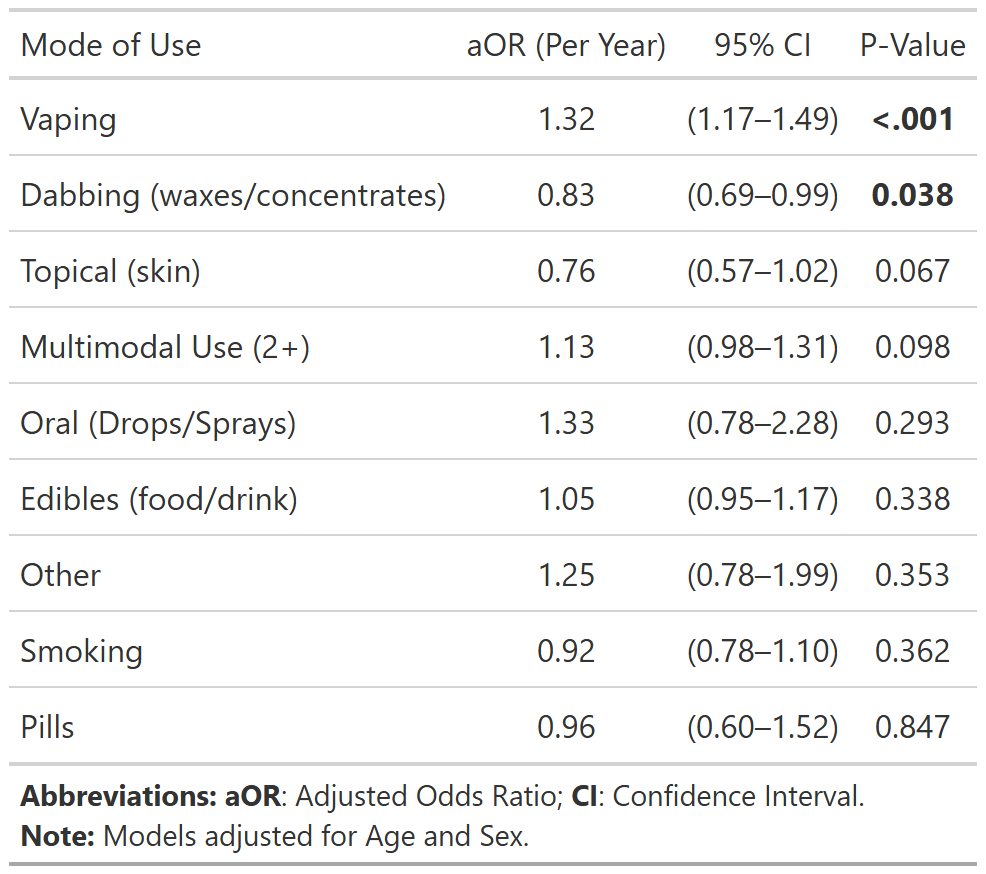 Mode of Use aOR (Per Year) 95% CI P-Value
Vaping 1.32 (1.17–1.49) <.001
Dabbing (waxes/concentrates) 0.83 (0.69–0.99) 0.038
Topical (skin) 0.76 (0.57–1.02) 0.067
Multimodal Use (2+) 1.13 (0.98–1.31) 0.098
Oral (Drops/Sprays) 1.33 (0.78–2.28) 0.293
Edibles (food/drink) 1.05 (0.95–1.17) 0.338
Other 1.25 (0.78–1.99) 0.353
Smoking 0.92 (0.78–1.10) 0.362
Pills 0.96 (0.60–1.52) 0.847
Abbreviations: aOR: Adjusted Odds Ratio; CI: Confidence Interval.
Note: Models adjusted for Age and Sex.